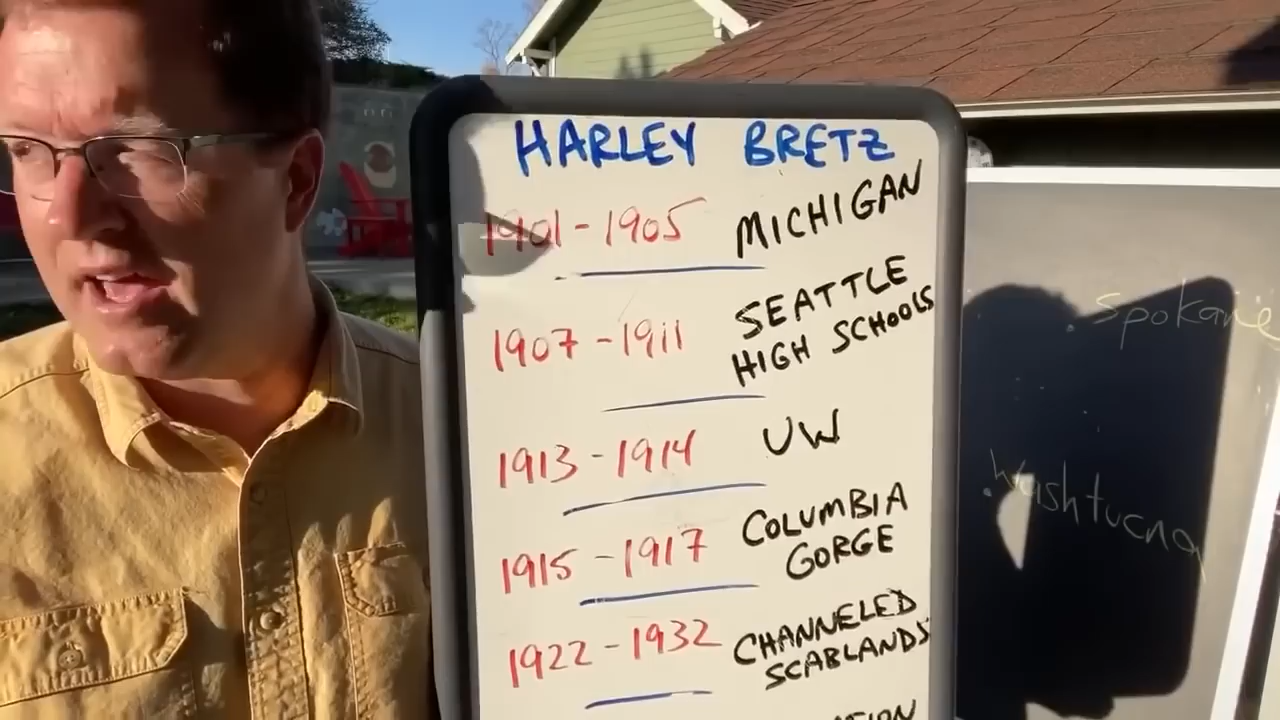 HARLEY BRETZ
1901 - 1905 MICHIGAN
1907 - 1911 SEATTLE
HIGH SCHOOLS
1913 - 1914 UW
1915 - 1917 COLUMBIA
GORGE
1922 - 1932 CHANNELED
SCABLANDS
. Spokane
. Washtucna